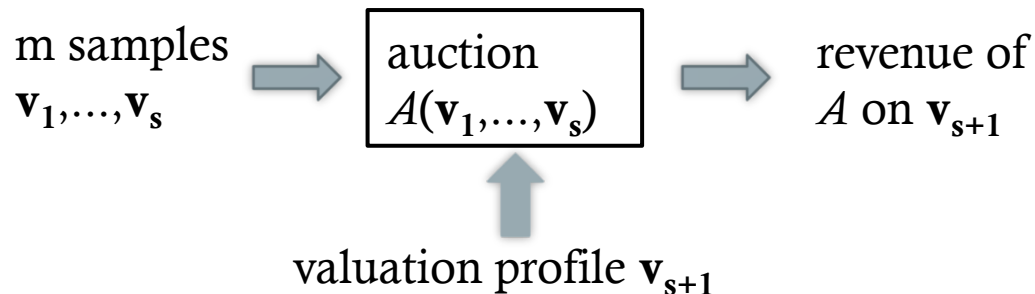 m samples
v₁,...,vₛ
auction
A(v₁,...,vₛ)
revenue of
A on vₛ₊₁
valuation profile vₛ₊₁